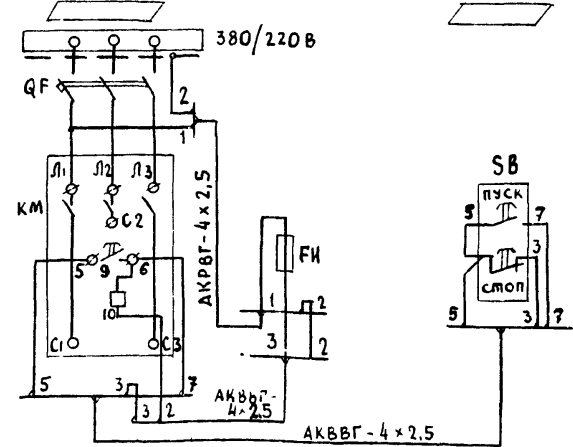 380/220В
QF
2
1
Л1 Л2 Л3
SB
ПУСК
КМ
С2
5 7
АКРВГ-4×2,5
FИ
3
5 9 6
СТОП
10
1 2
5 3 7
С1 С3
3 2
5 3 7
АКВВГ-
4×2.5
3 2
АКВВГ-4×2.5